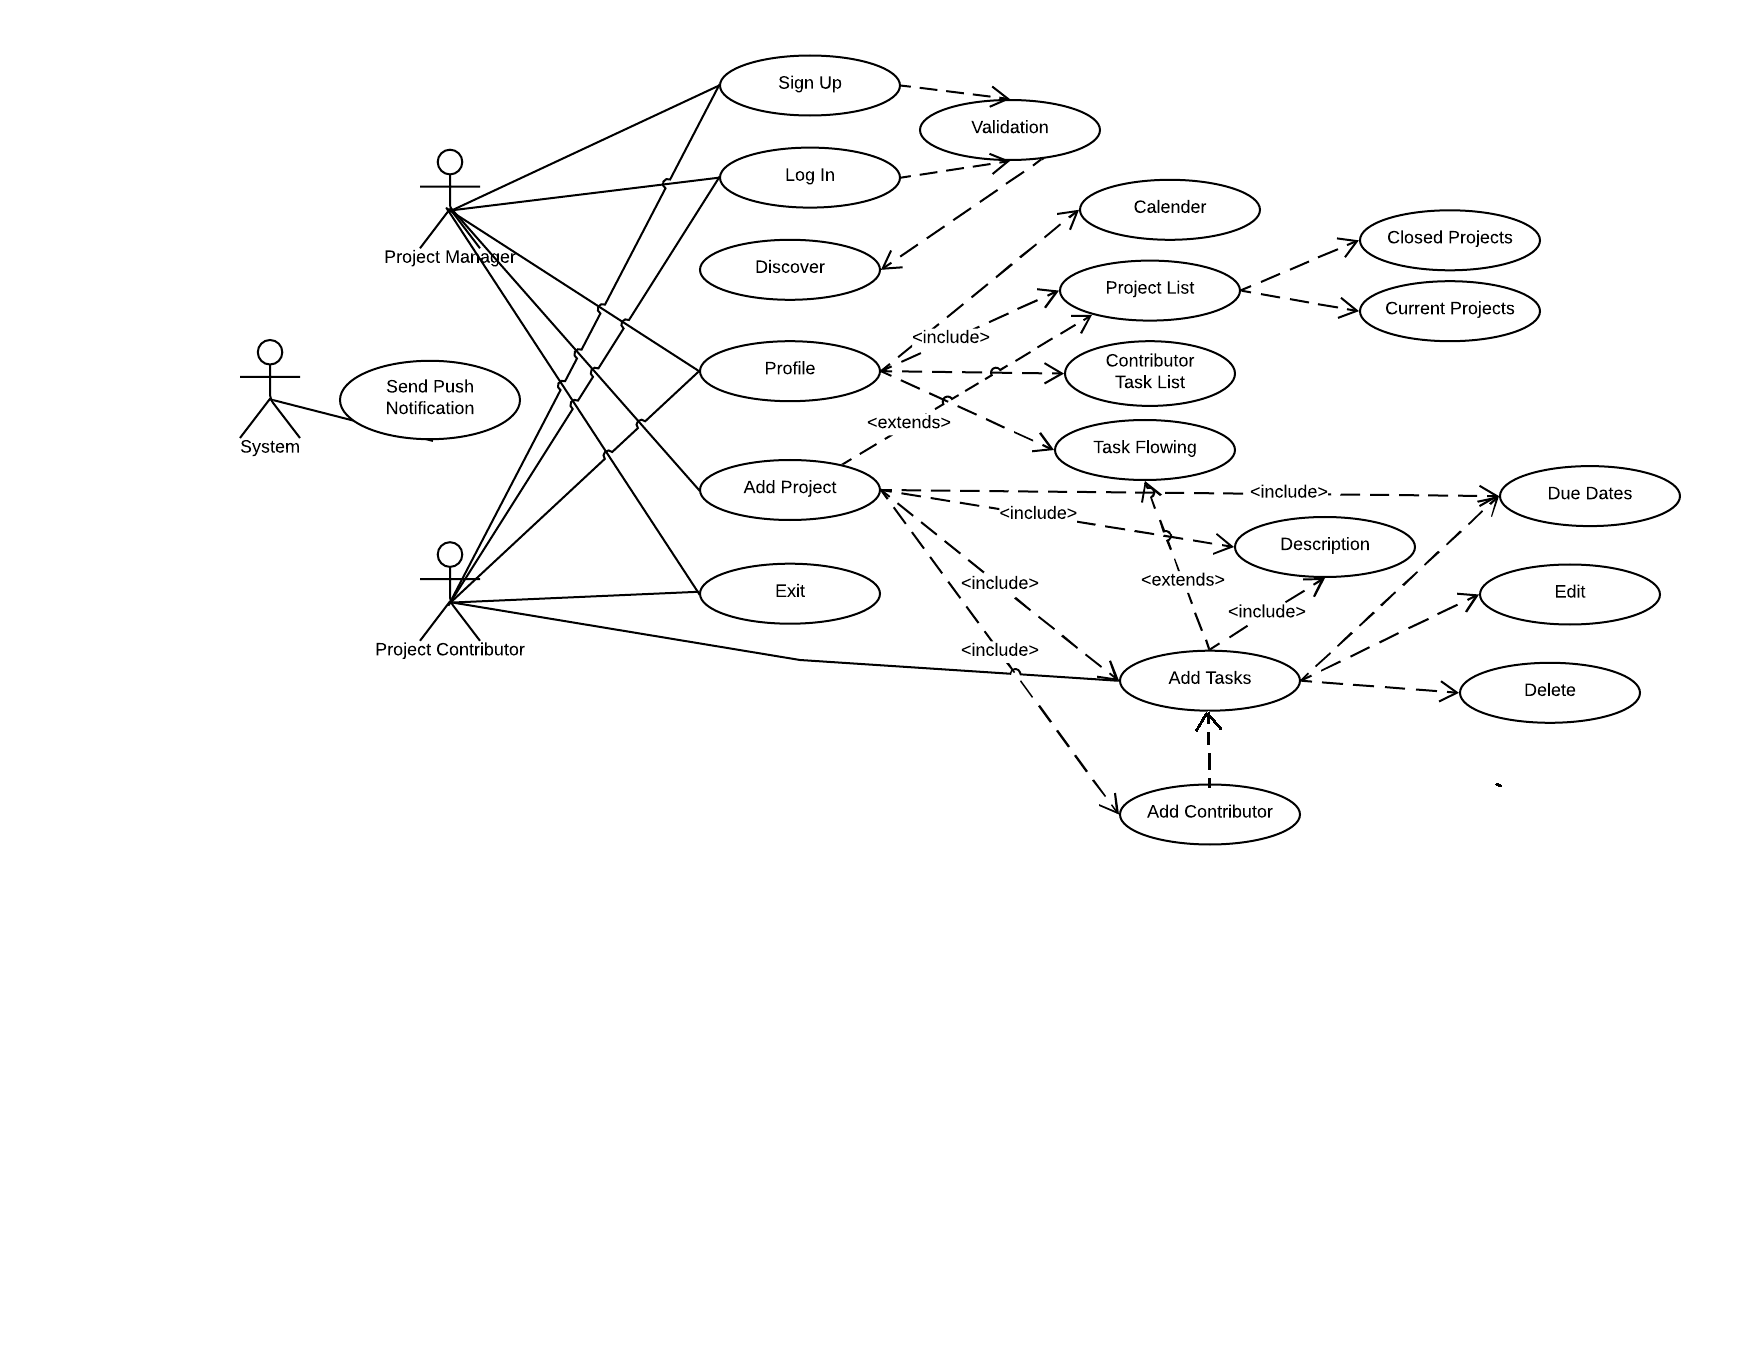 Sign Up
Validation
Log In
Calender
Project Manager
Closed Projects
Discover
Project List
Current Projects
<include>
Profile
Contributor
Task List
Send Push
Notification
<extends>
System
Task Flowing
Add Project
<include>
Due Dates
<include>
Description
<include>
<extends>
Exit
Edit
<include>
Project Contributor
<include>
Add Tasks
Delete
Add Contributor